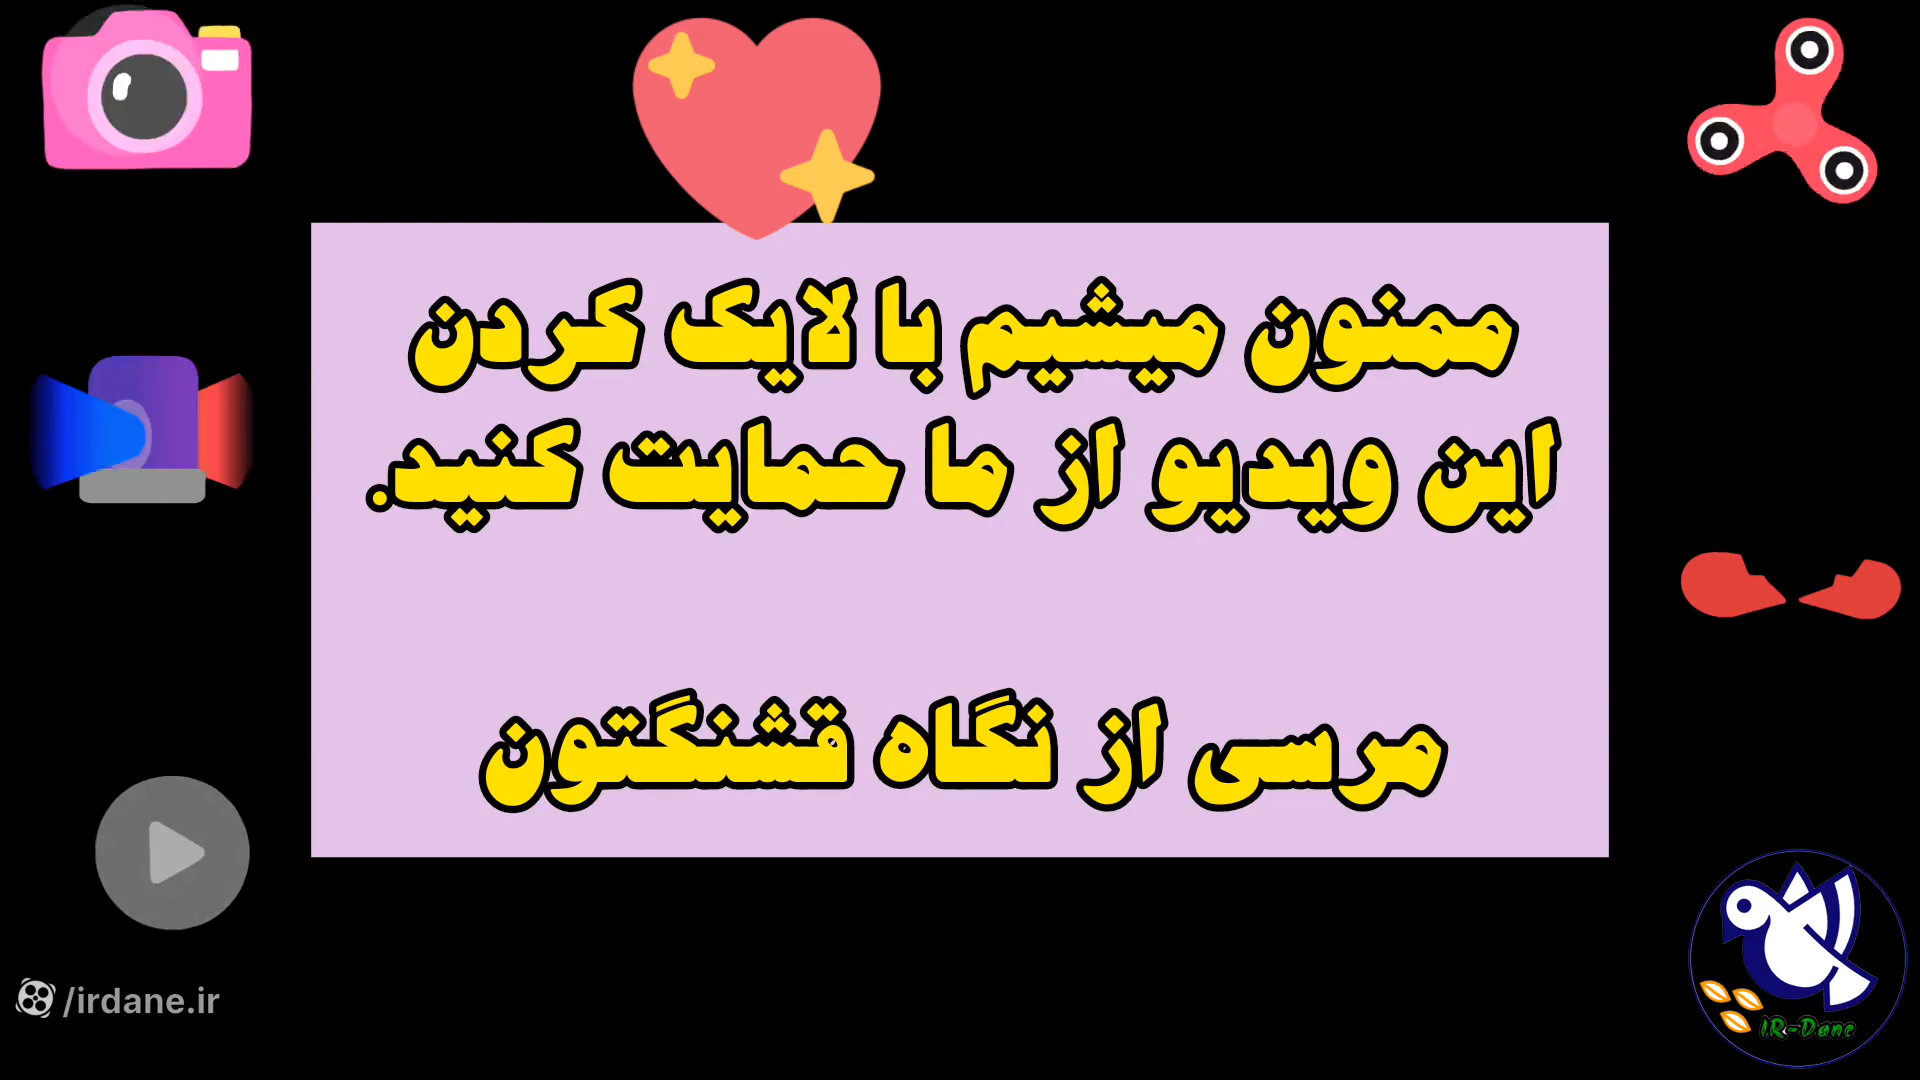 ممنون میشیم با لایک کردن
این ویدیو از ما حمایت کنید.
مرسی از نگاه قشنگتون
/irdane.ir
IR-Dane